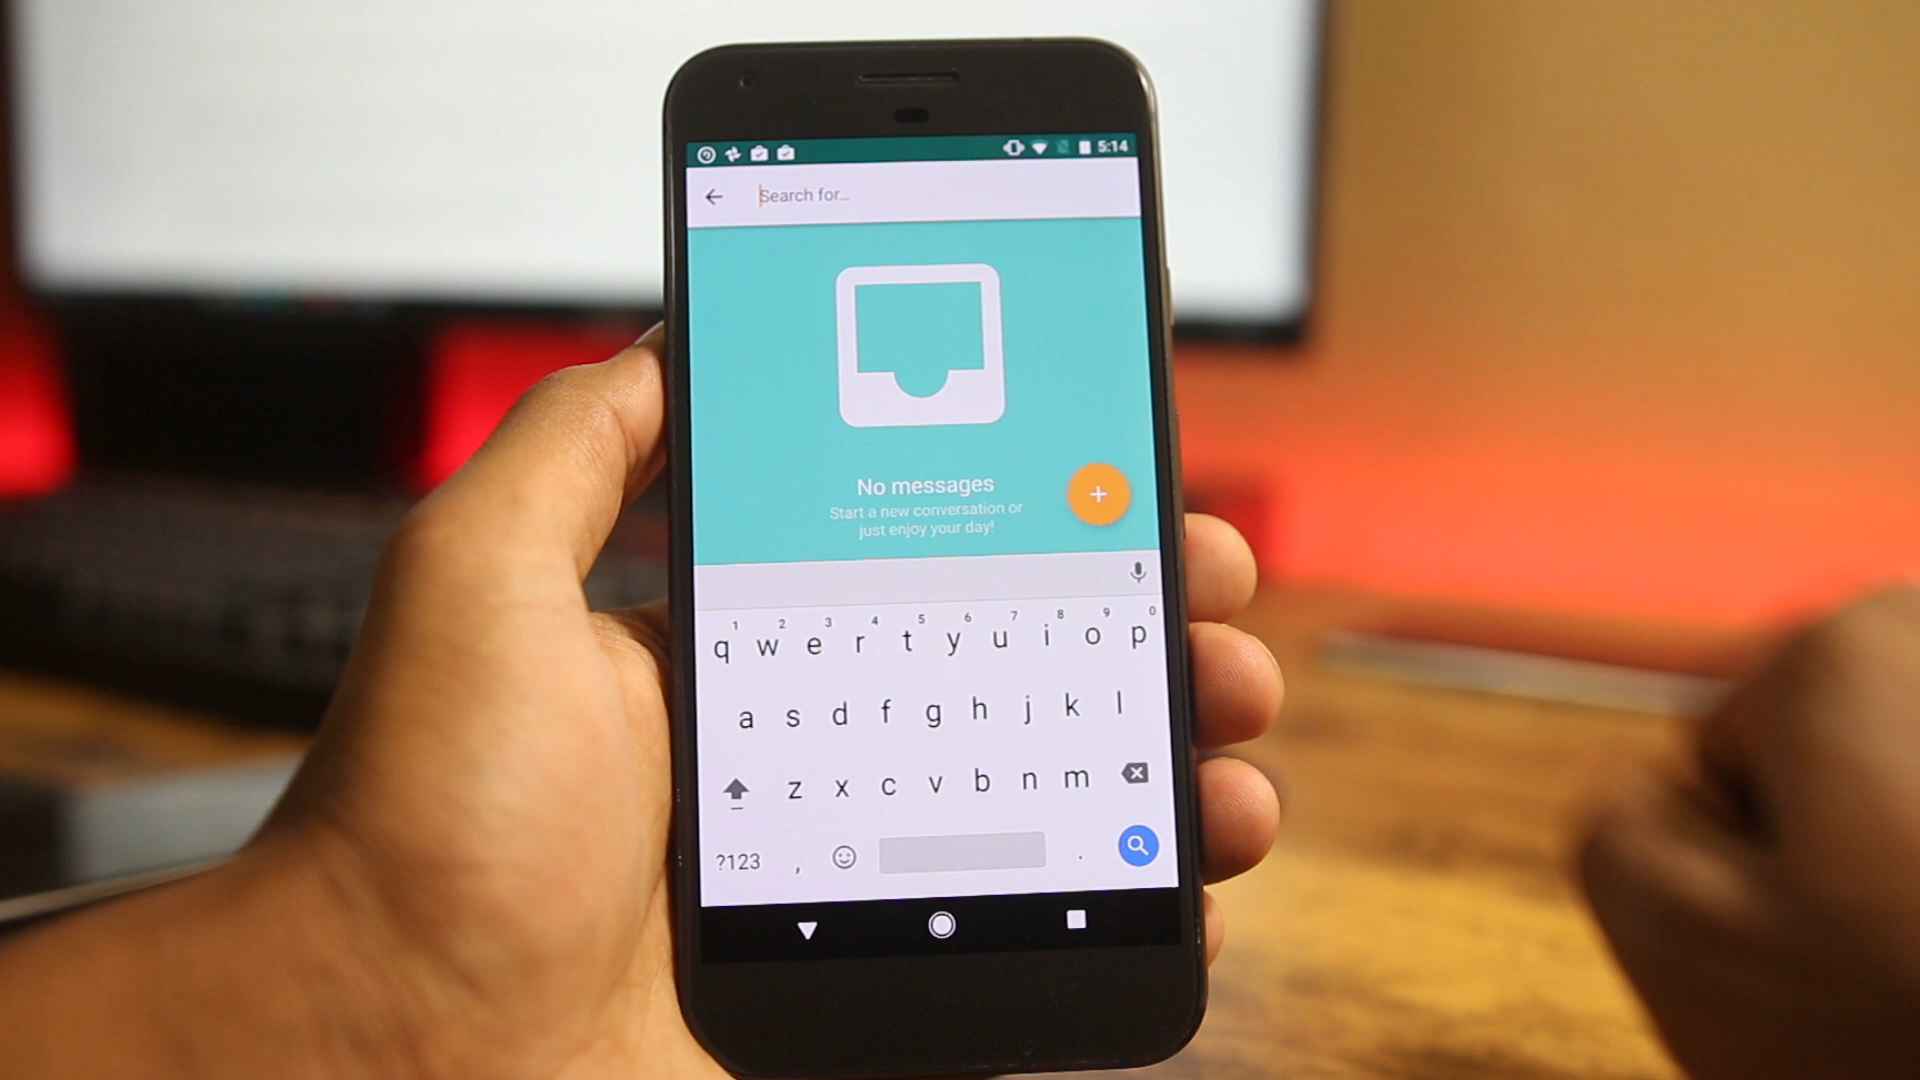 5:14
Search for...
No messages
Start a new conversation or
just enjoy your day!
1 2 3 4 5 6 7 8 9 0
q w e r t y u i o p
a s d f g h j k l
z x c v b n m
?123 , .